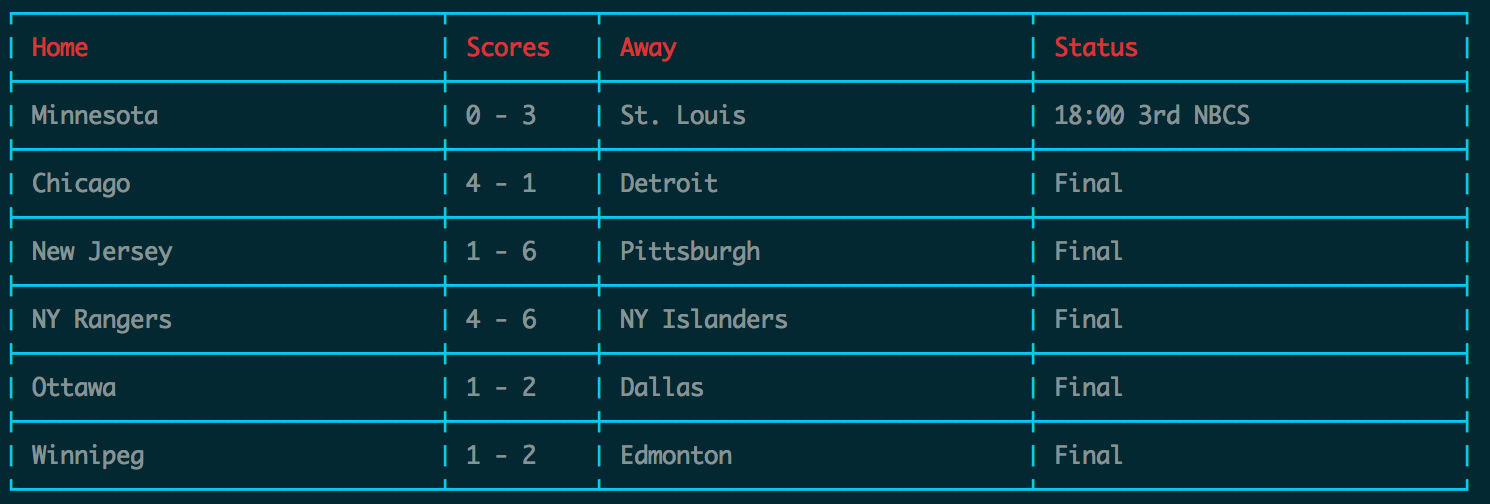 Home Scores Away Status
Minnesota 0 - 3 St. Louis 18:00 3rd NBCS
Chicago 4 - 1 Detroit Final
New Jersey 1 - 6 Pittsburgh Final
NY Rangers 4 - 6 NY Islanders Final
Ottawa 1 - 2 Dallas Final
Winnipeg 1 - 2 Edmonton Final